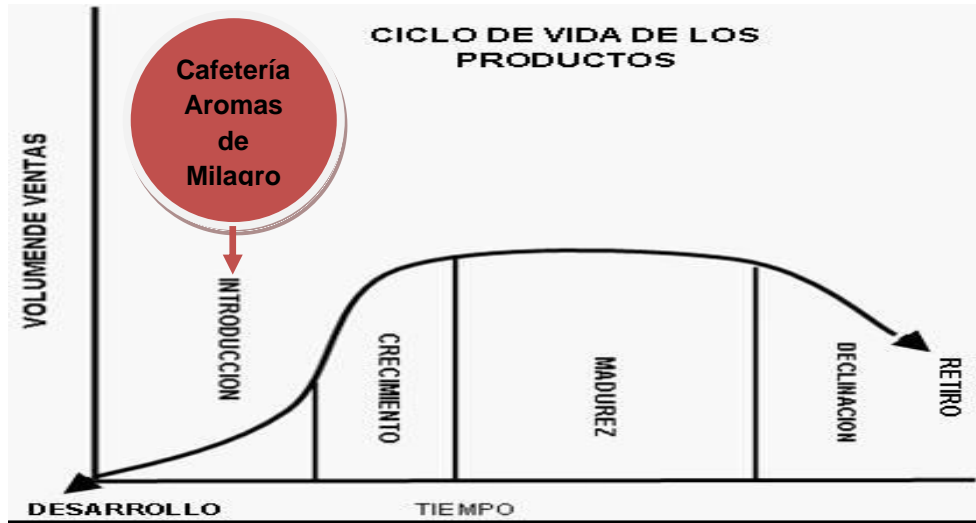 CICLO DE VIDA DE LOS
PRODUCTOS
Cafetería
Aromas
de
Milagro
VOLUMENDE VENTAS
INTRODUCCION
CRECIMIENTO
MADUREZ
DECLINACION
RETIRO
DESARROLLO
TIEMPO